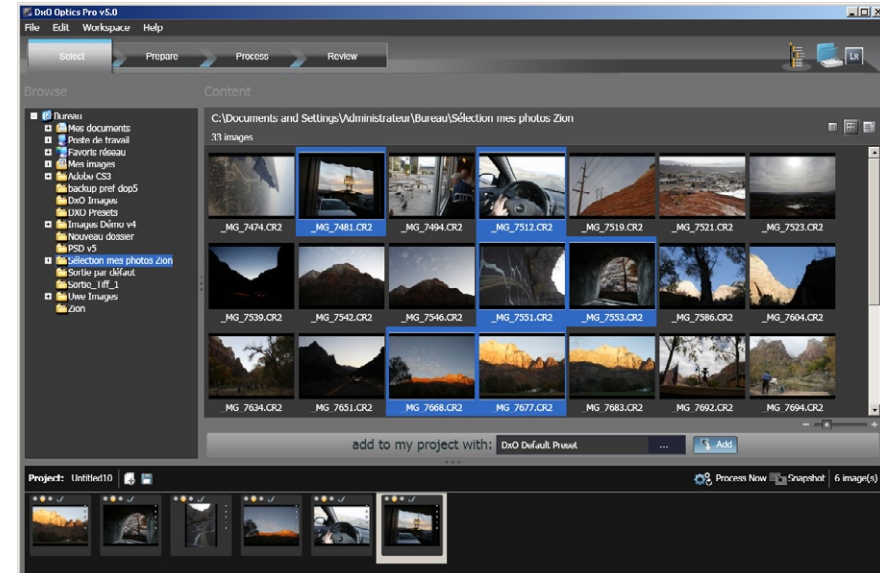 DxO Optics Pro v5.0
File Edit Workspace Help
Select Prepare Process Review
LR
Browse
Content
Bureau
Mes documents
Poste de travail
Favoris réseau
Mes images
Adobe CS3
backup pref dop5
DxO Images
DXO Presets
Images Démo v4
Nouveau dossier
PSD v5
Sélection mes photos Zion
Sortie par défaut
Sortie_Tiff_1
Uwe Images
Zion
C:\Documents and Settings\Administrateur\Bureau\Sélection mes photos Zion
33 images
_MG_7474.CR2 _MG_7481.CR2 _MG_7494.CR2 _MG_7512.CR2 _MG_7519.CR2 _MG_7521.CR2 _MG_7523.CR2
_MG_7539.CR2 _MG_7542.CR2 _MG_7546.CR2 _MG_7551.CR2 _MG_7553.CR2 _MG_7586.CR2 _MG_7604.CR2
_MG_7634.CR2 _MG_7651.CR2 _MG_7668.CR2 _MG_7677.CR2 _MG_7683.CR2 _MG_7692.CR2 _MG_7694.CR2
add to my project with: DxO Default Preset ... Add
Project: Untitled10 Process Now Snapshot 6 image(s)